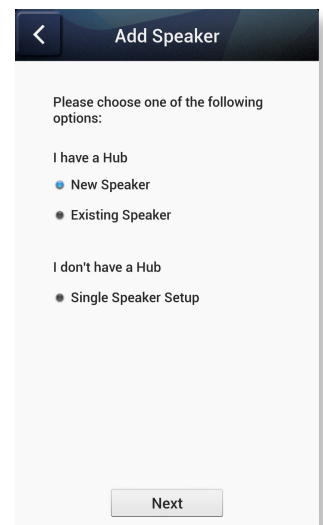 Add Speaker
Please choose one of the following
options:
I have a Hub
New Speaker
Existing Speaker
I don't have a Hub
Single Speaker Setup
Next